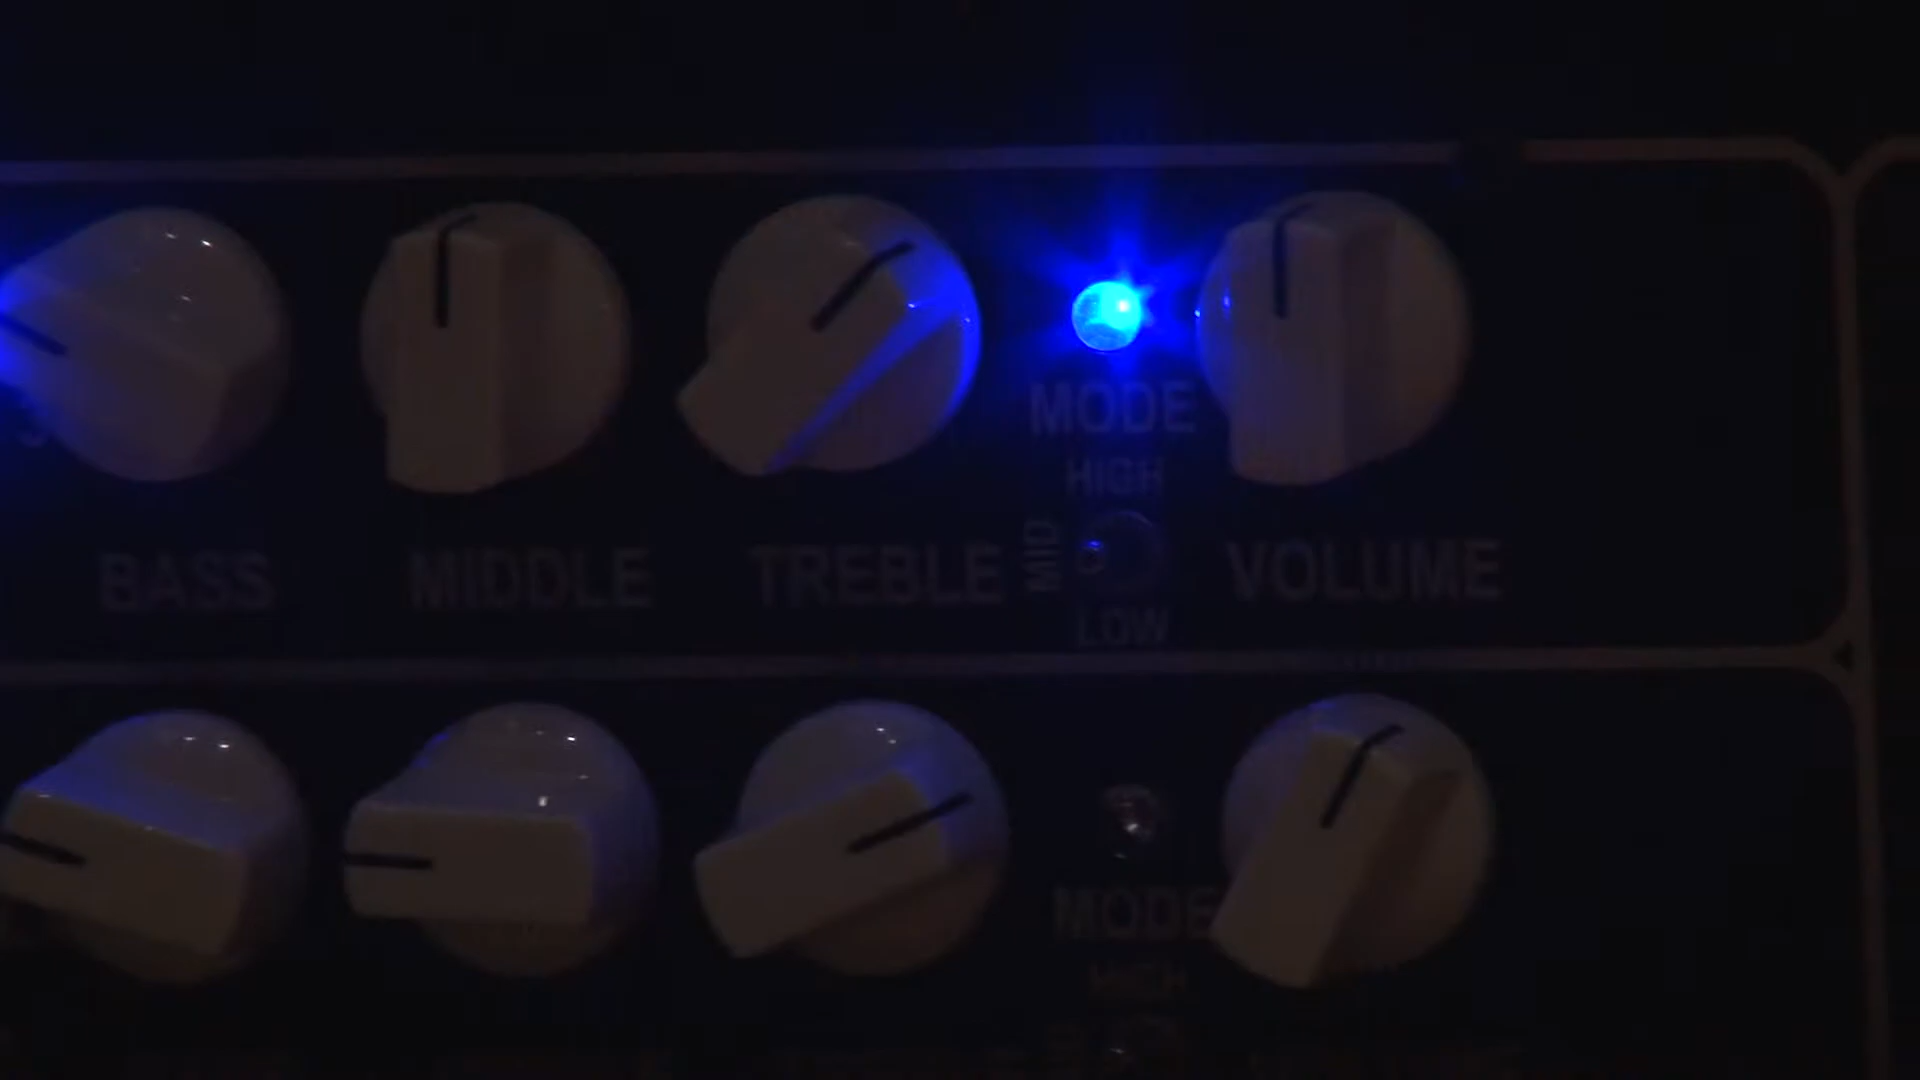 MODE
HIGH
MID
LOW
BASS MIDDLE TREBLE VOLUME
MODE
HIGH